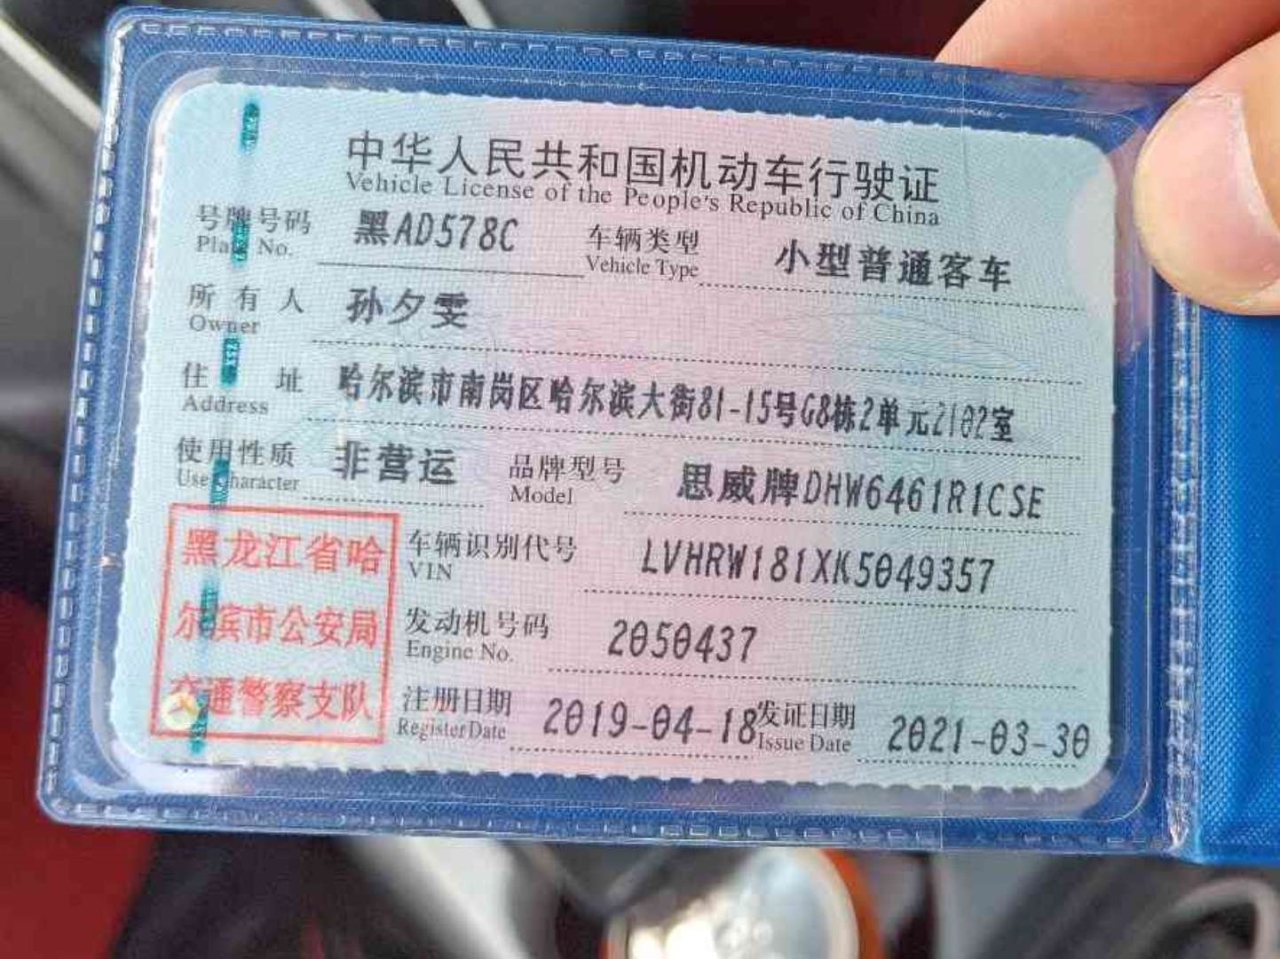 中华人民共和国机动车行驶证
Vehicle License of the People's Republic of China
号牌号码 黑AD578C 车辆类型 小型普通客车
Plate No. Vehicle Type
所有人 孙夕雯
Owner
住址 哈尔滨市南岗区哈尔滨大街81-15号G8栋2单元2102室
Address
使用性质 非营运 品牌型号 思威牌DHW6461R1CSE
Use Character Model
黑龙江省哈
尔滨市公安局
交通警察支队
车辆识别代号 LVHRW181XK5049357
VIN
发动机号码 2050437
Engine No.
注册日期 2019-04-18 发证日期 2021-03-30
Register Date Issue Date